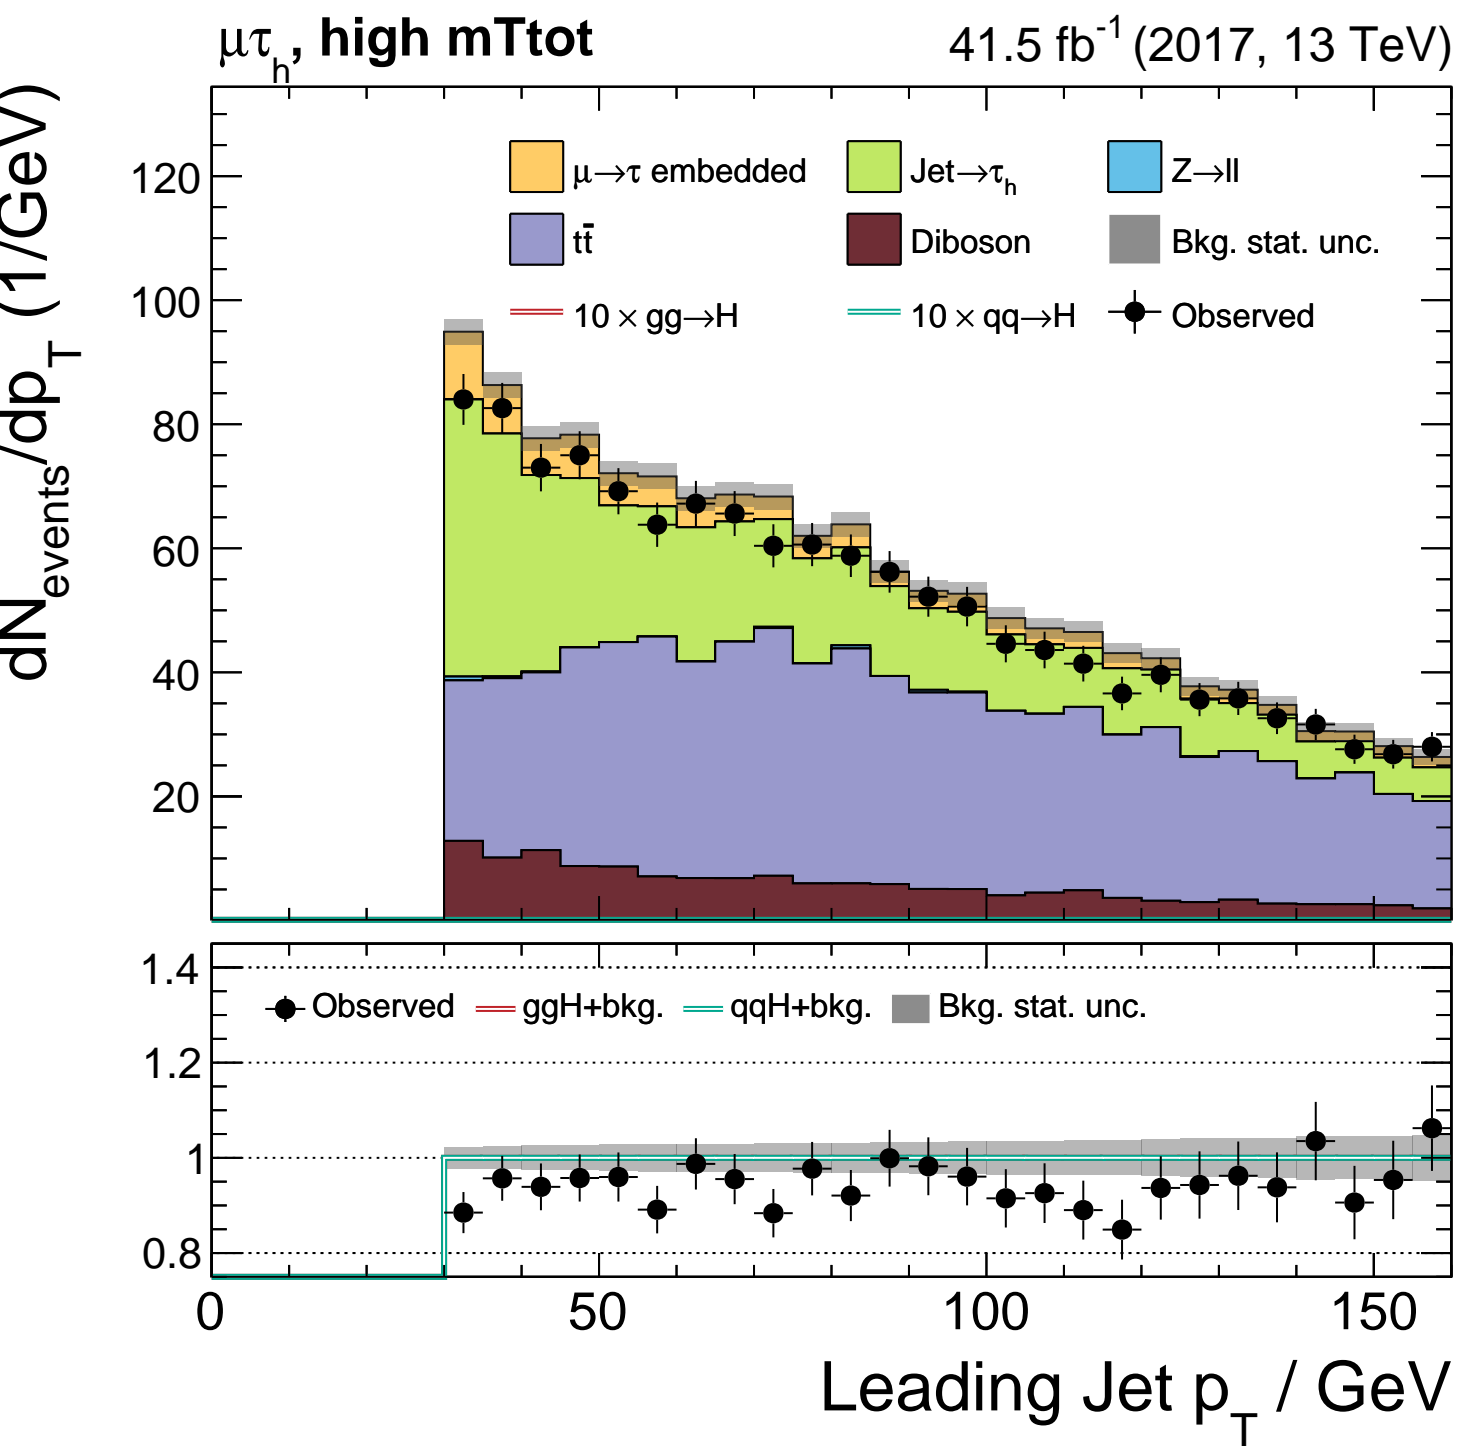 μτh, high mTtot
41.5 fb-1 (2017, 13 TeV)
dNevents/dpT (1/GeV)
120
100
80
60
40
20
μ→τ embedded
Jet→τh
Z→ll
tt̄
Diboson
Bkg. stat. unc.
10 × gg→H
10 × qq→H
Observed
1.4
1.2
1
0.8
Observed
ggH+bkg.
qqH+bkg.
Bkg. stat. unc.
0
50
100
150
Leading Jet pT / GeV